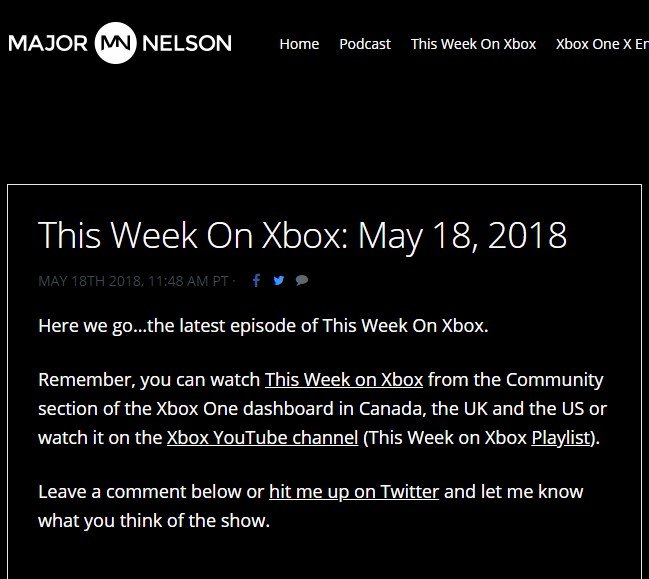 MAJOR MN NELSON Home Podcast This Week On Xbox Xbox One X En
This Week On Xbox: May 18, 2018
MAY 18TH 2018, 11:48 AM PT ·
Here we go...the latest episode of This Week On Xbox.
Remember, you can watch This Week on Xbox from the Community
section of the Xbox One dashboard in Canada, the UK and the US or
watch it on the Xbox YouTube channel (This Week on Xbox Playlist).
Leave a comment below or hit me up on Twitter and let me know
what you think of the show.